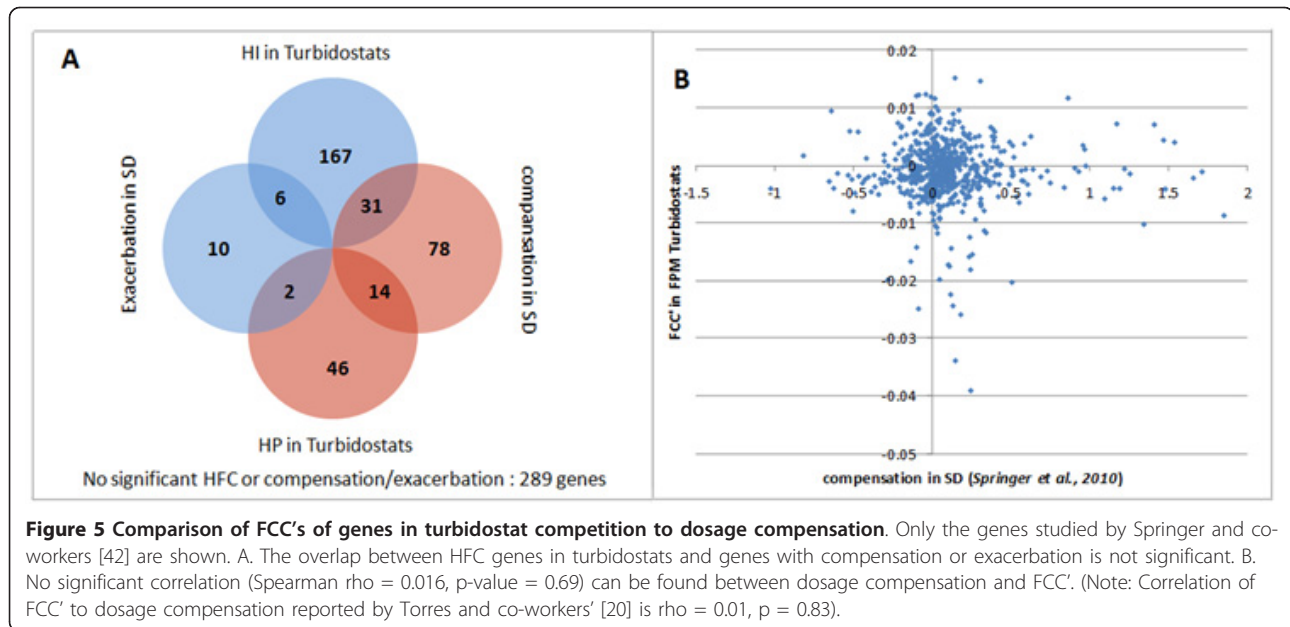 A
HI in Turbidostats
Exacerbation in SD
compansation in SD
167
6
31
10
78
2
14
46
HP in Turbidostats
No significant HFC or compensation/exacerbation : 289 genes
B
FCC' in FPM Turbidostats
0.02
0.01
0
-0.01
-0.02
-0.03
-0.04
-0.05
-1.5 -1 -0.5 0 0.5 1 1.5 2
compensation in SD (Springer et al., 2010)
Figure 5 Comparison of FCC's of genes in turbidostat competition to dosage compensation. Only the genes studied by Springer and co-
workers [42] are shown. A. The overlap between HFC genes in turbidostats and genes with compensation or exacerbation is not significant. B.
No significant correlation (Spearman rho = 0.016, p-value = 0.69) can be found between dosage compensation and FCC'. (Note: Correlation of
FCC' to dosage compensation reported by Torres and co-workers' [20] is rho = 0.01, p = 0.83).